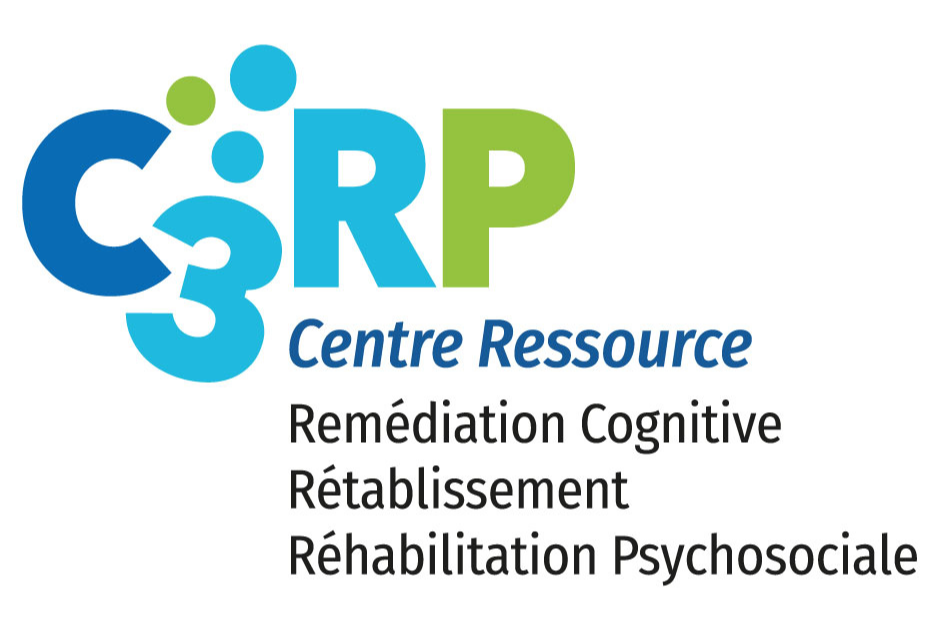 C3RP
Centre Ressource
Remédiation Cognitive
Rétablissement
Réhabilitation Psychosociale